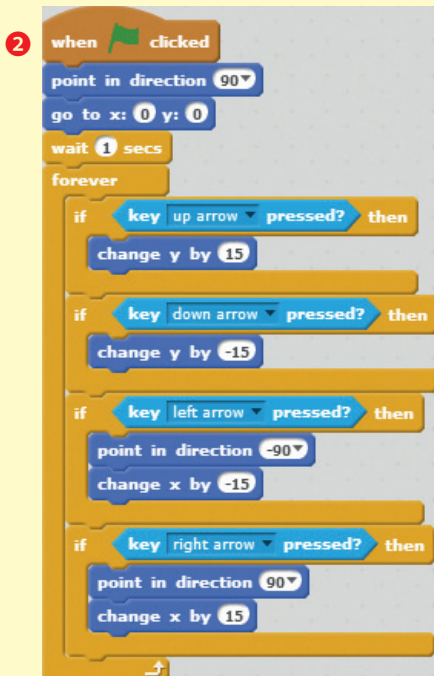 2
when clicked
point in direction 90
go to x: 0 y: 0
wait 1 secs
forever
if key up arrow pressed? then
change y by 15
if key down arrow pressed? then
change y by -15
if key left arrow pressed? then
point in direction -90
change x by -15
if key right arrow pressed? then
point in direction 90
change x by 15